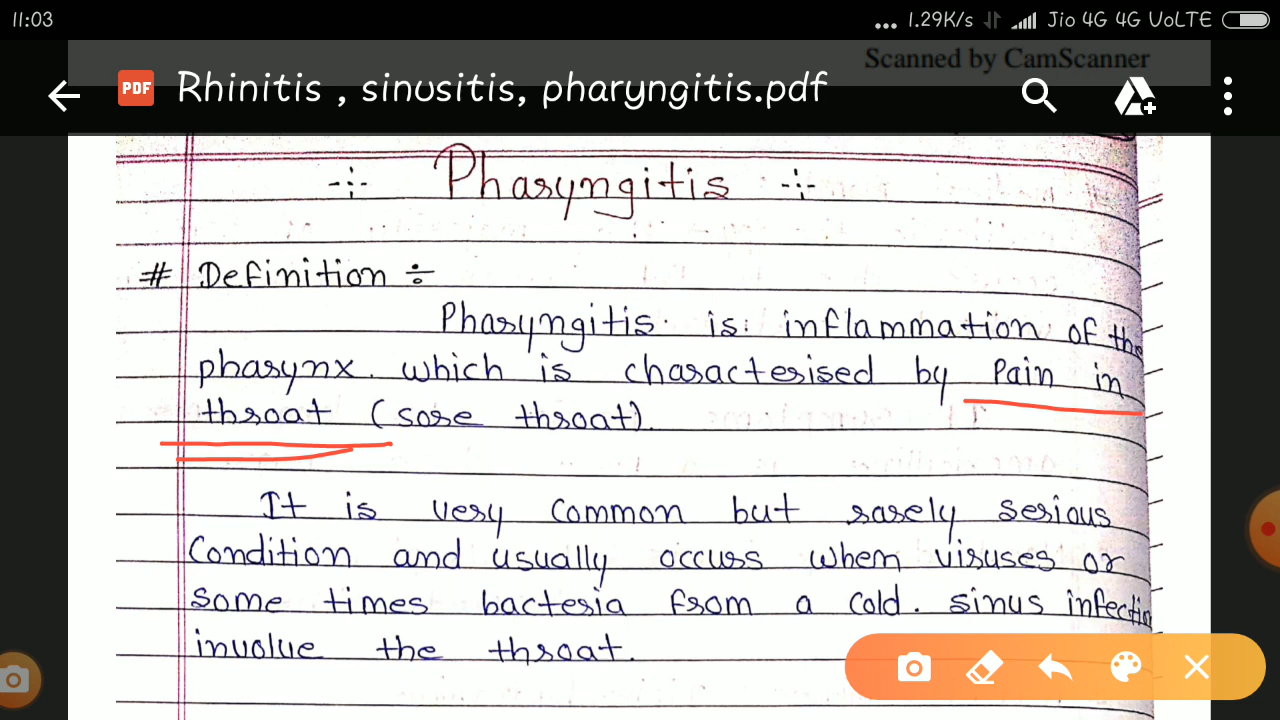 11:03
... 1.29K/s Jio 4G 4G VoLTE
Scanned by CamScanner
PDF Rhinitis , sinusitis, pharyngitis.pdf
Pharyngitis
# Definition ÷
Pharyngitis is inflammation of the
pharynx. which is characterised by Pain in
throat (sore throat).
It is very common but rarely serious
Condition and usually occurs when viruses or
some times bacteria from a cold. sinus infectio
involve the throat.